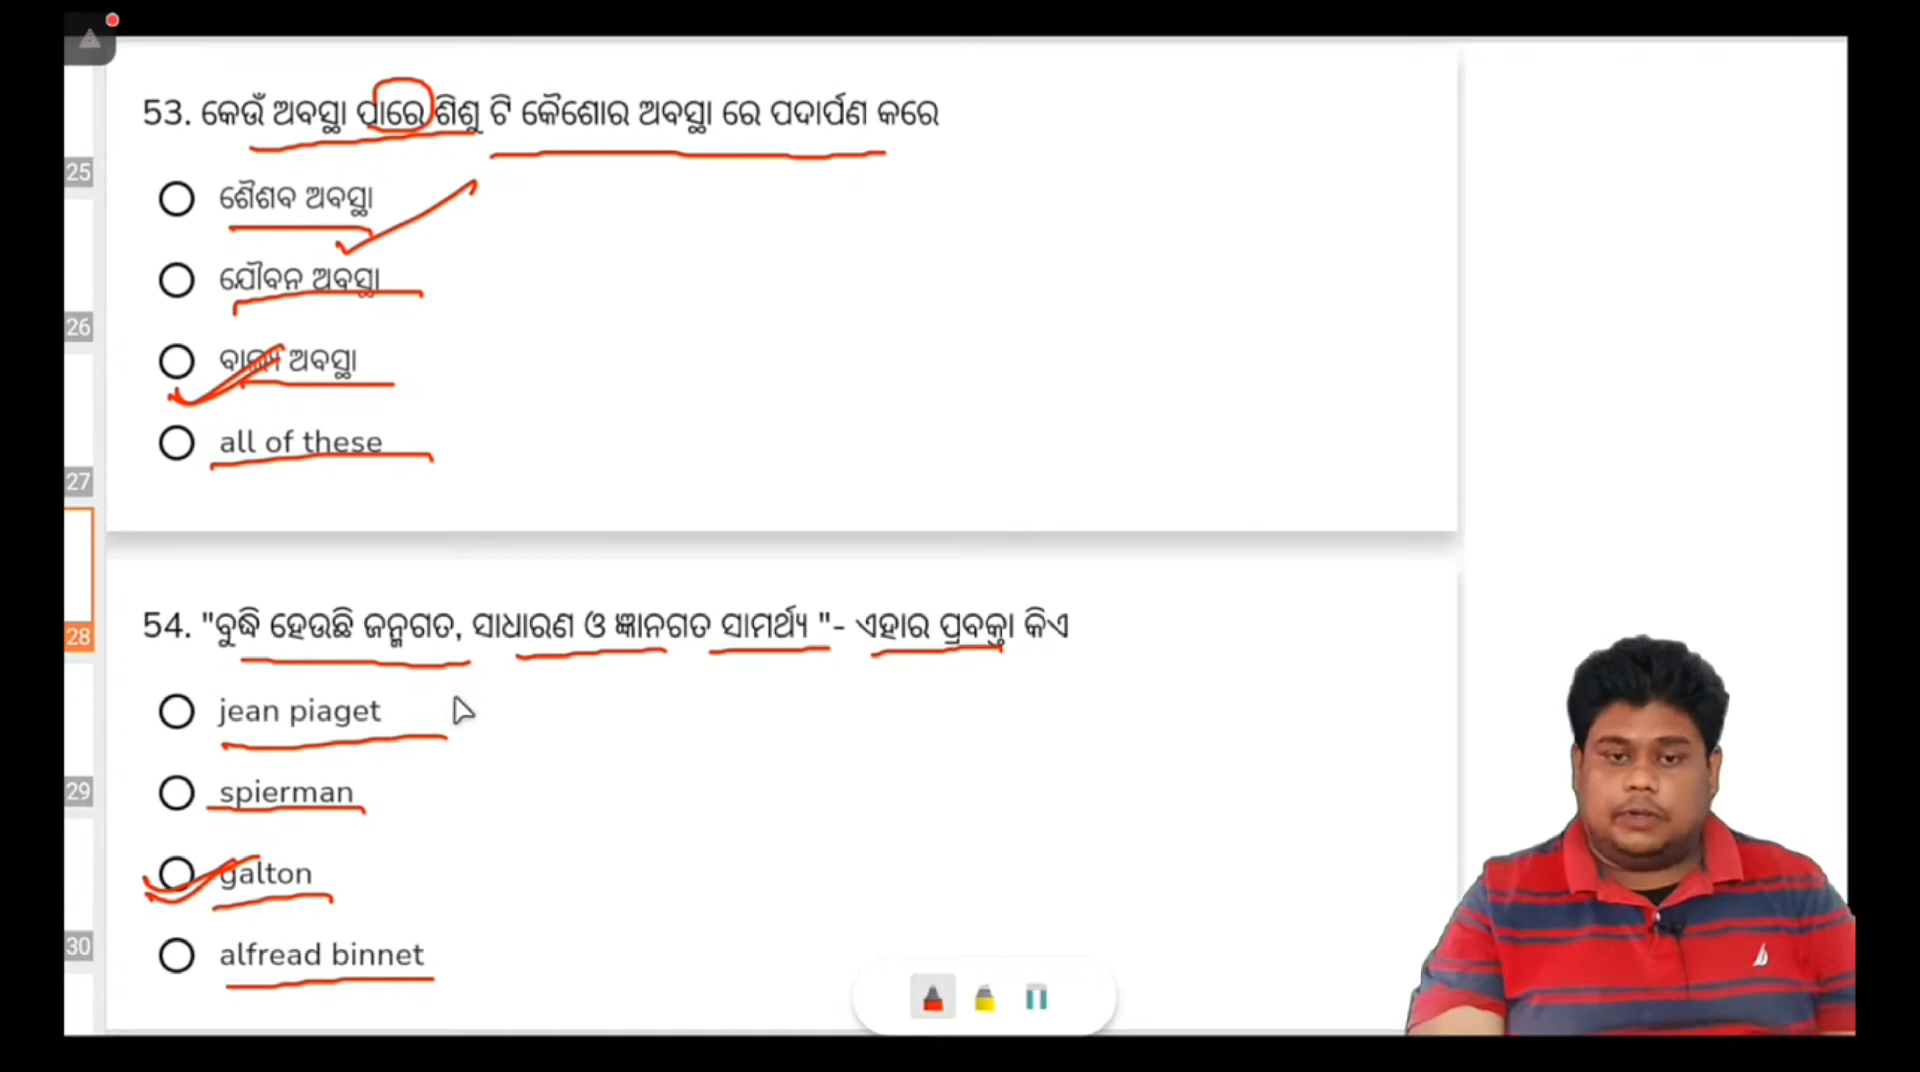 53. କେଉଁ ଅବସ୍ଥା ପାରେ ଶିଶୁ ଟି କୈଶୋର ଅବସ୍ଥା ରେ ପଦାର୍ପଣ କରେ
25
ଶୈଶବ ଅବସ୍ଥା
ଯୌବନ ଅବସ୍ଥା
26
ବାଲ୍ୟ ଅବସ୍ଥା
all of these
27
54. "ବୁଦ୍ଧି ହେଉଛି ଜନ୍ମଗତ, ସାଧାରଣ ଓ ଜ୍ଞାନଗତ ସାମର୍ଥ୍ୟ "- ଏହାର ପ୍ରବକ୍ତା କିଏ
28
jean piaget
spierman
29
galton
alfread binnet
30